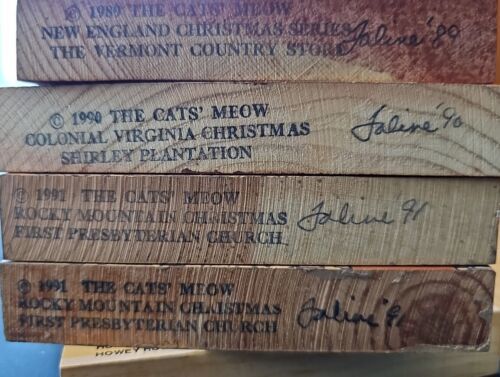 © 1989 THE CATS' MEOW
NEW ENGLAND CHRISTMAS SERIES
THE VERMONT COUNTRY STORE
Faline '89
© 1990 THE CATS' MEOW
COLONIAL VIRGINIA CHRISTMAS
SHIRLEY PLANTATION
Faline '90
© 1991 THE CATS' MEOW
ROCKY MOUNTAIN CHRISTMAS
FIRST PRESBYTERIAN CHURCH
Faline '91
© 1991 THE CATS' MEOW
ROCKY MOUNTAIN CHRISTMAS
FIRST PRESBYTERIAN CHURCH
Faline '91
HOWEY HO